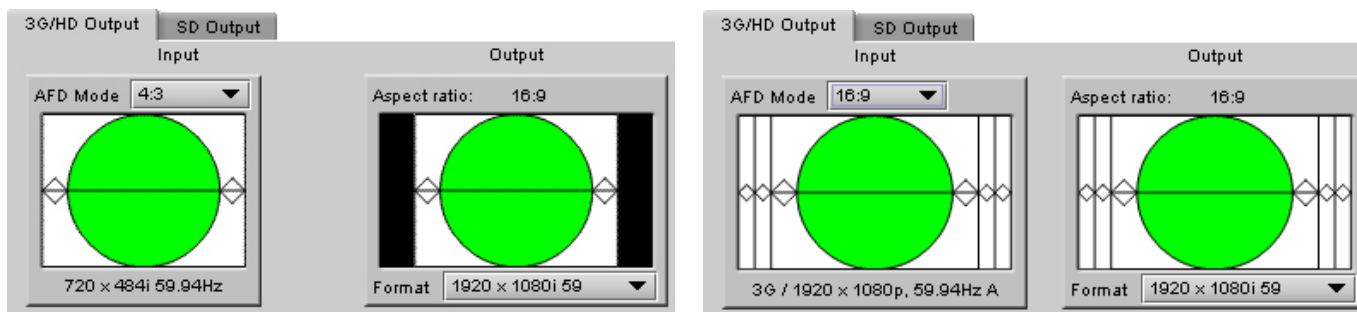 3G/HD Output SD Output
Input Output
AFD Mode 4:3
Aspect ratio: 16:9
720 x 484i 59.94Hz
Format 1920 x 1080i 59
3G/HD Output SD Output
Input Output
AFD Mode 16:9
Aspect ratio: 16:9
3G / 1920 x 1080p, 59.94Hz A
Format 1920 x 1080i 59